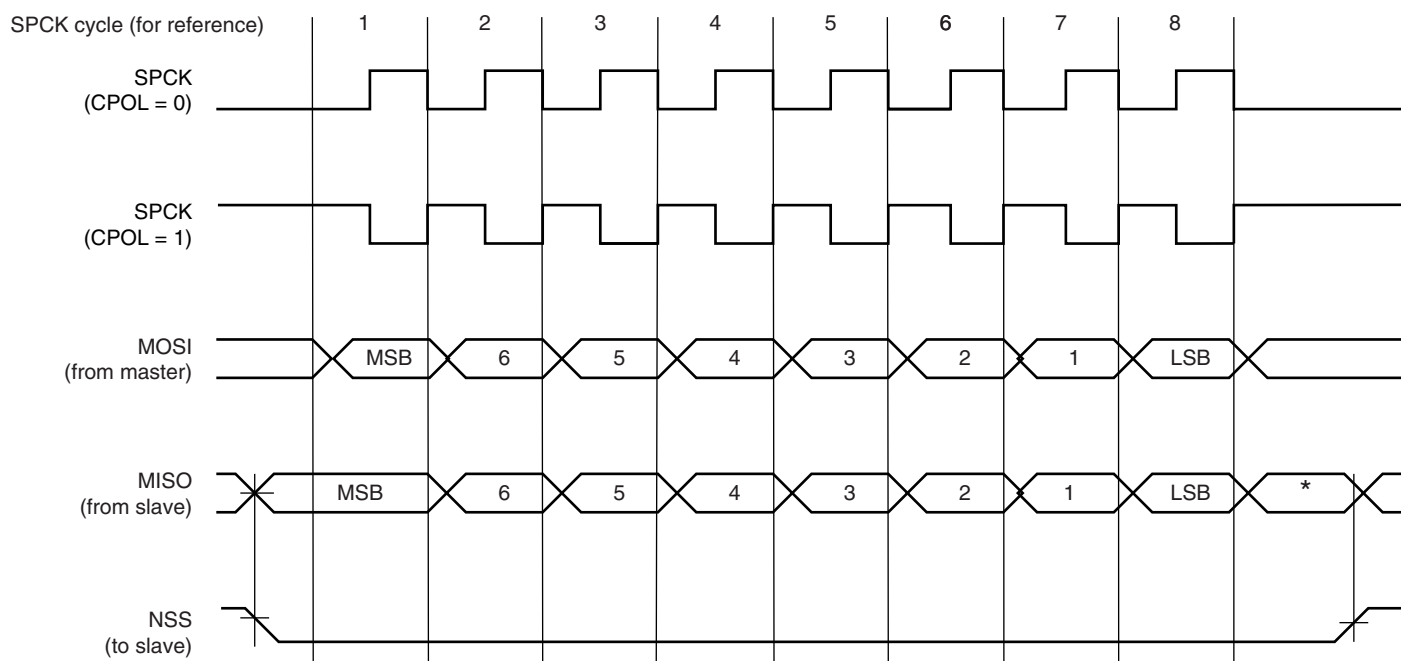 SPCK cycle (for reference) 1 2 3 4 5 6 7 8
SPCK
(CPOL = 0)
SPCK
(CPOL = 1)
MOSI
(from master)
MSB 6 5 4 3 2 1 LSB
MISO
(from slave)
MSB 6 5 4 3 2 1 LSB *
NSS
(to slave)